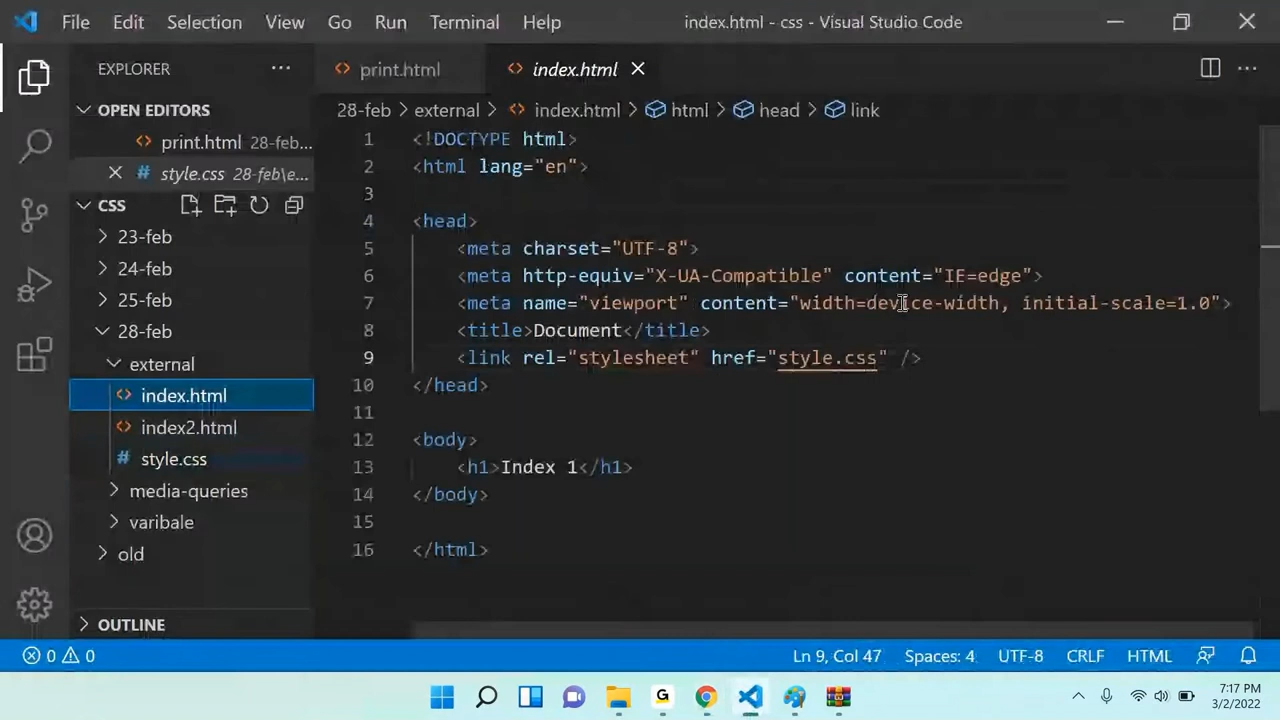 File Edit Selection View Go Run Terminal Help index.html - css - Visual Studio Code
EXPLORER
OPEN EDITORS
print.html 28-feb...
style.css 28-feb\e...
CSS
23-feb
24-feb
25-feb
28-feb
external
index.html
index2.html
style.css
media-queries
varibale
old
OUTLINE
print.html index.html
28-feb > external > index.html > html > head > link
1 <!DOCTYPE html>
2 <html lang="en">
3
4 <head>
5 <meta charset="UTF-8">
6 <meta http-equiv="X-UA-Compatible" content="IE=edge">
7 <meta name="viewport" content="width=device-width, initial-scale=1.0">
8 <title>Document</title>
9 <link rel="stylesheet" href="style.css" />
10 </head>
11
12 <body>
13 <h1>Index 1</h1>
14 </body>
15
16 </html>
0 0 Ln 9, Col 47 Spaces: 4 UTF-8 CRLF HTML
G
7:17 PM
3/2/2022